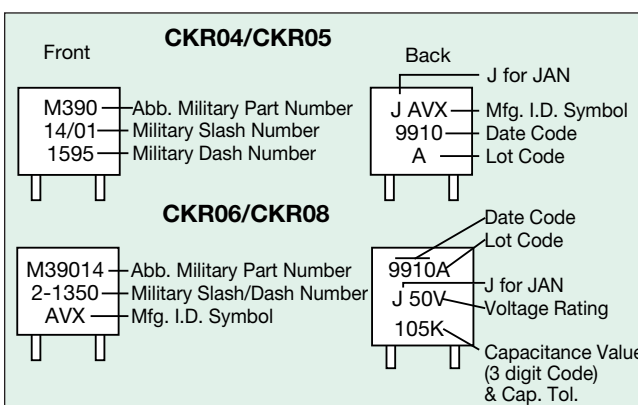 CKR04/CKR05
Front
M390
14/01
1595
Abb. Military Part Number
Military Slash Number
Military Dash Number
Back
J for JAN
J AVX
9910
A
Mfg. I.D. Symbol
Date Code
Lot Code
CKR06/CKR08
M39014
2-1350
AVX
Abb. Military Part Number
Military Slash/Dash Number
Mfg. I.D. Symbol
9910A
J 50V
105K
Date Code
Lot Code
J for JAN
Voltage Rating
Capacitance Value
(3 digit Code)
& Cap. Tol.